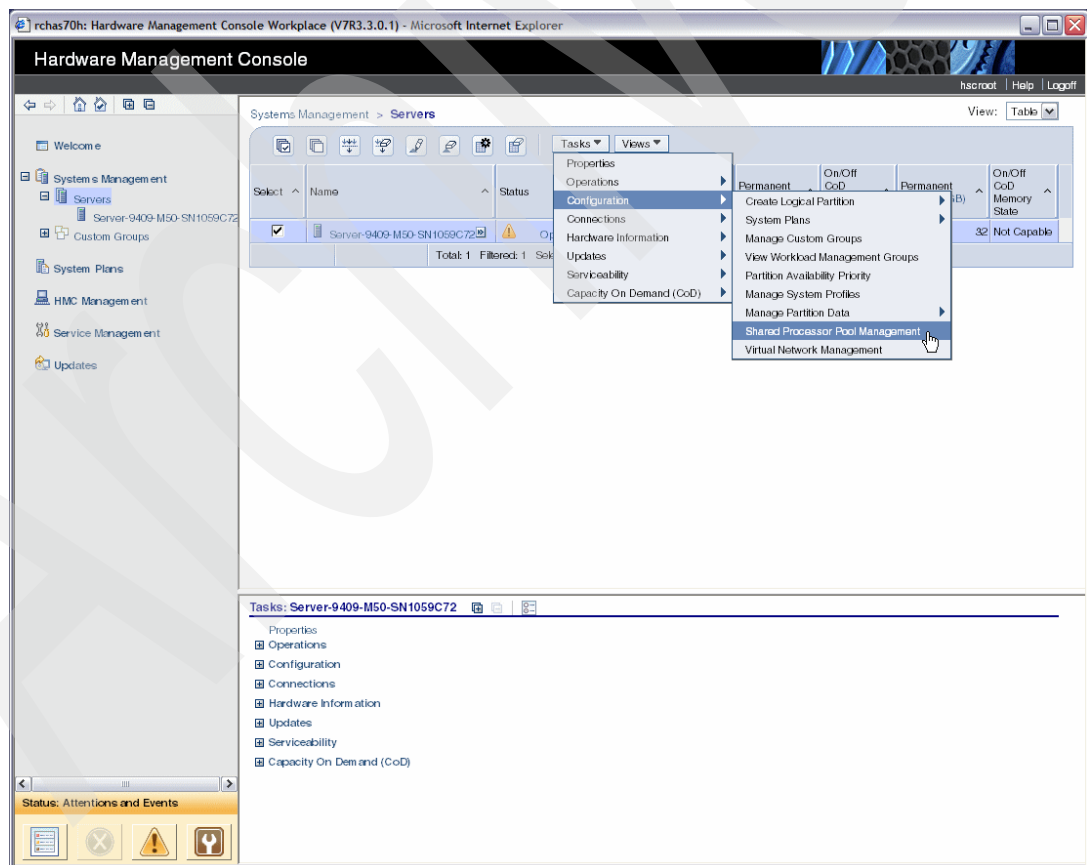 rchas70h: Hardware Management Console Workplace (V7R3.3.0.1) - Microsoft Internet Explorer
Hardware Management Console
hscroot | Help | Logoff
Systems Management > Servers
View: Table
Welcome
Systems Management
Servers
Server-9409-M50-SN1059C72
Custom Groups
System Plans
HMC Management
Service Management
Updates
Tasks Views
Select Name Status
Permanent
On/Off CoD
Permanent
On/Off CoD Memory State
Server-9409-M50-SN1059C72
32 Not Capable
Total: 1 Filtered: 1
Properties
Operations
Configuration
Connections
Hardware Information
Updates
Serviceability
Capacity On Demand (CoD)
Create Logical Partition
System Plans
Manage Custom Groups
View Workload Management Groups
Partition Availability Priority
Manage System Profiles
Manage Partition Data
Shared Processor Pool Management
Virtual Network Management
Tasks: Server-9409-M50-SN1059C72
Properties
Operations
Configuration
Connections
Hardware Information
Updates
Serviceability
Capacity On Demand (CoD)
Status: Attentions and Events